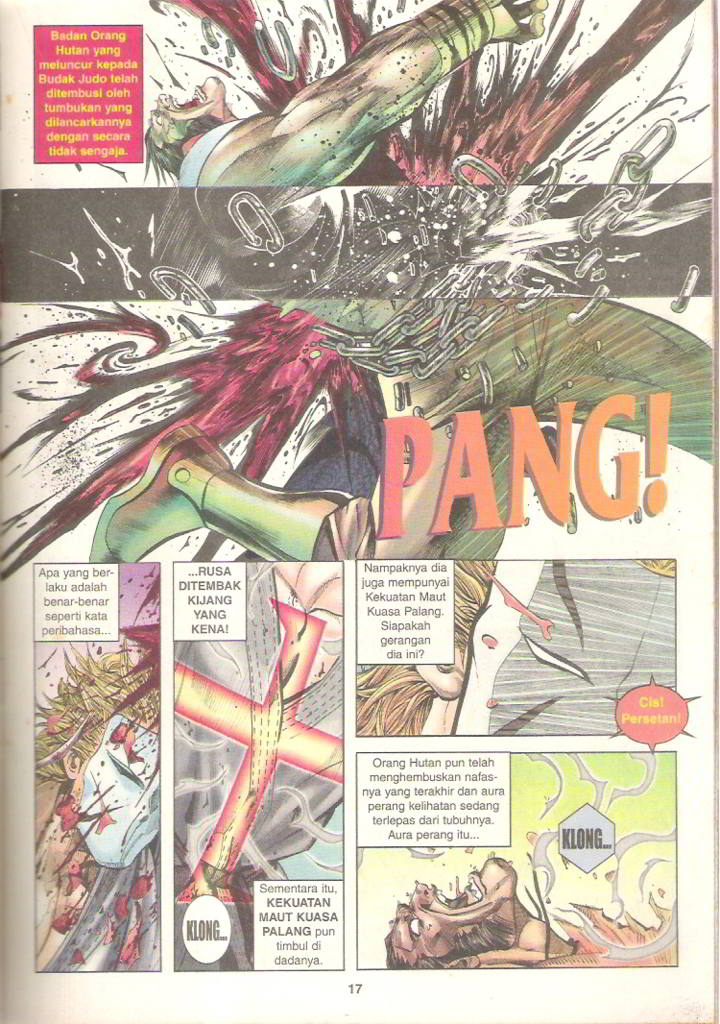 Badan Orang
Hutan yang
meluncur kepada
Budak Judo telah
ditembusi oleh
tumbukan yang
dilancarkannya
dengan secara
tidak sengaja.
PANG!
Apa yang ber-
laku adalah
benar-benar
seperti kata
peribahasa...
...RUSA
DITEMBAK
KIJANG
YANG
KENA!
KLONG...
Sementara itu,
KEKUATAN
MAUT KUASA
PALANG pun
timbul di
dadanya.
Nampaknya dia
juga mempunyai
Kekuatan Maut
Kuasa Palang.
Siapakah
gerangan
dia ini?
Cis!
Persetan!
Orang Hutan pun telah
menghembuskan nafas-
nya yang terakhir dan aura
perang kelihatan sedang
terlepas dari tubuhnya.
Aura perang itu...
KLONG...
17